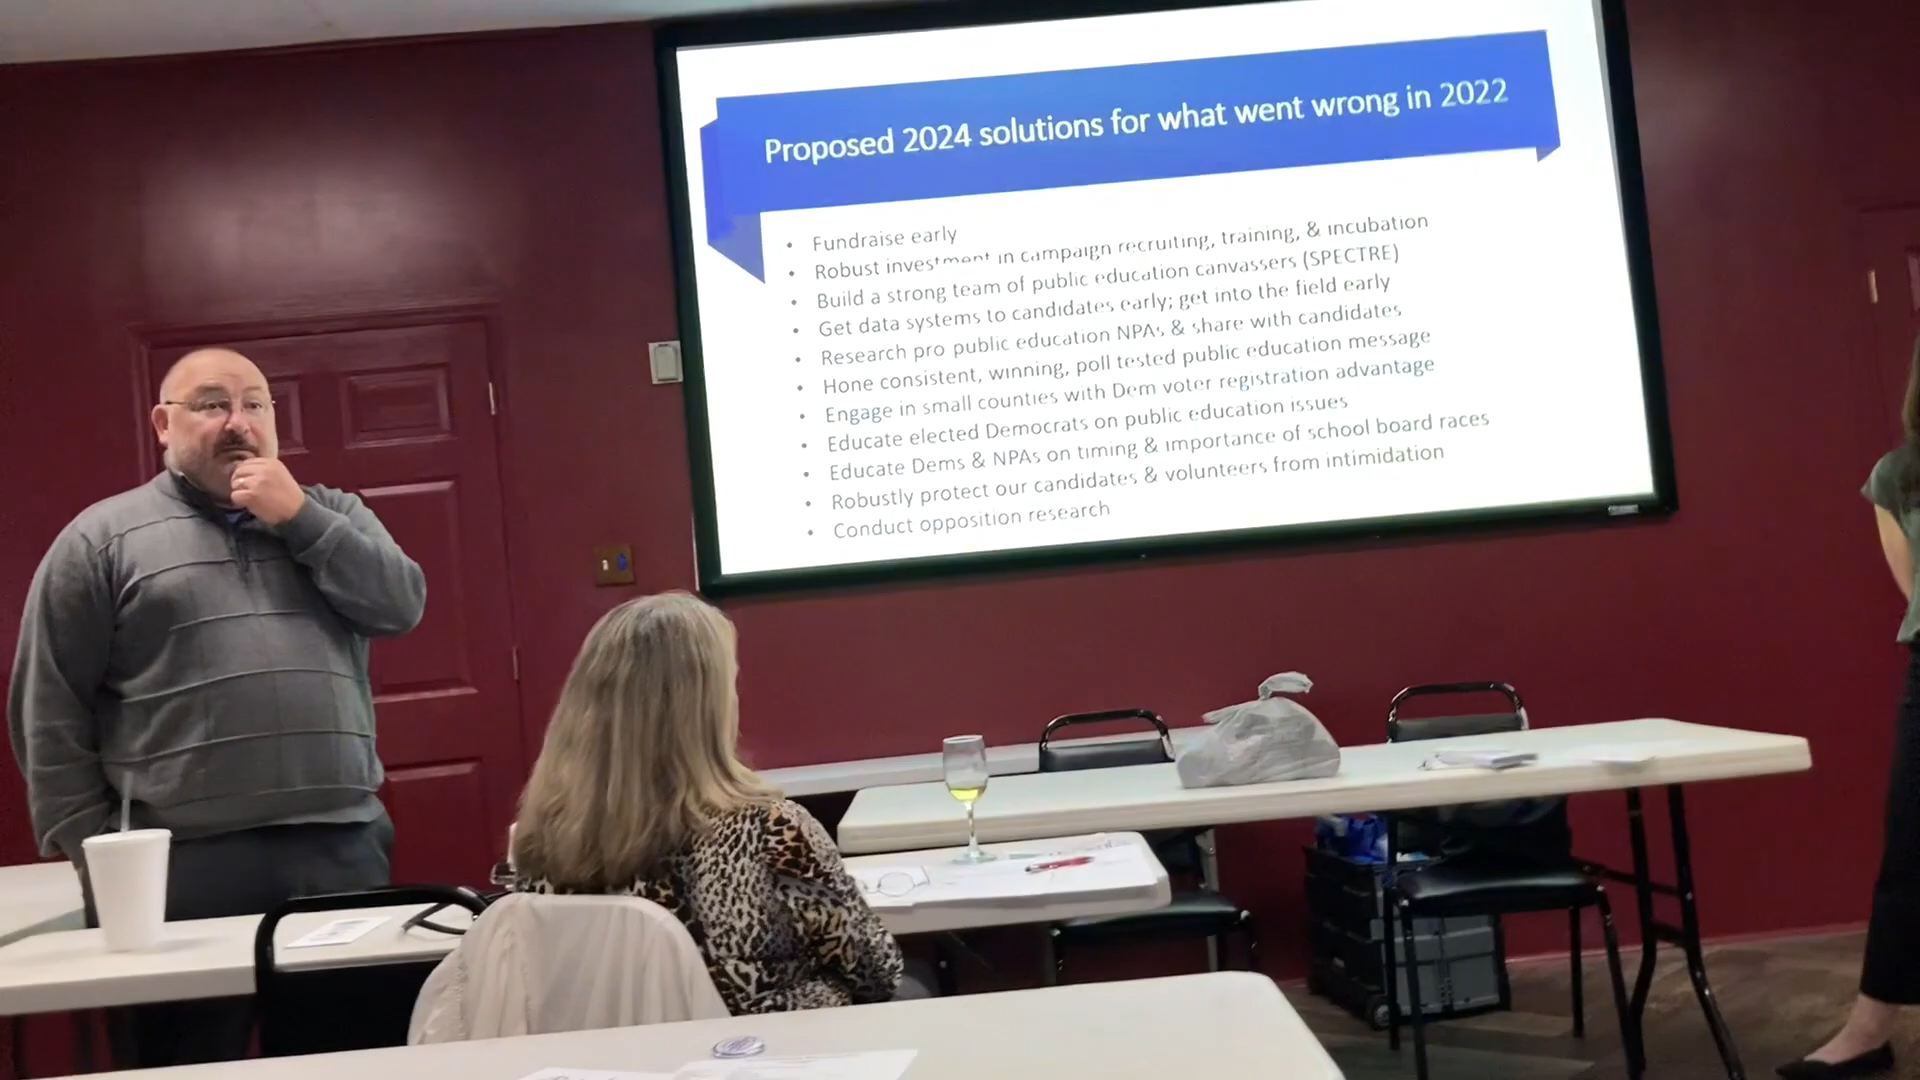 Proposed 2024 solutions for what went wrong in 2022
• Fundraise early
• Robust investment in campaign recruiting, training, & incubation
• Build a strong team of public education canvassers (SPECTRE)
• Get data systems to candidates early; get into the field early
• Research pro public education NPAs & share with candidates
• Hone consistent, winning, poll tested public education message
• Engage in small counties with Dem voter registration advantage
• Educate elected Democrats on public education issues
• Educate Dems & NPAs on timing & importance of school board races
• Robustly protect our candidates & volunteers from intimidation
• Conduct opposition research